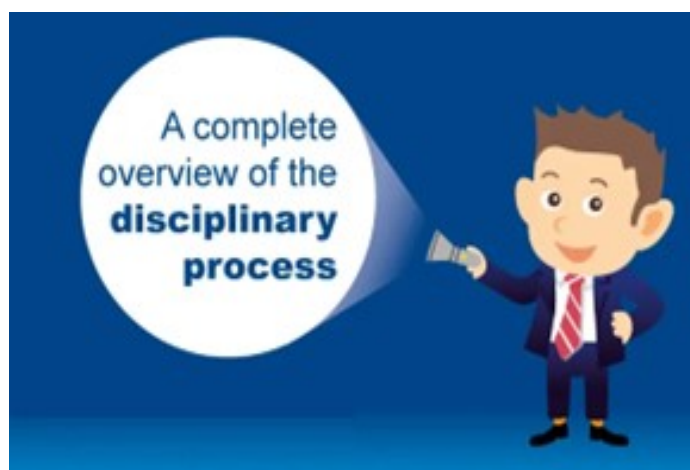 A complete
overview of the
disciplinary
process